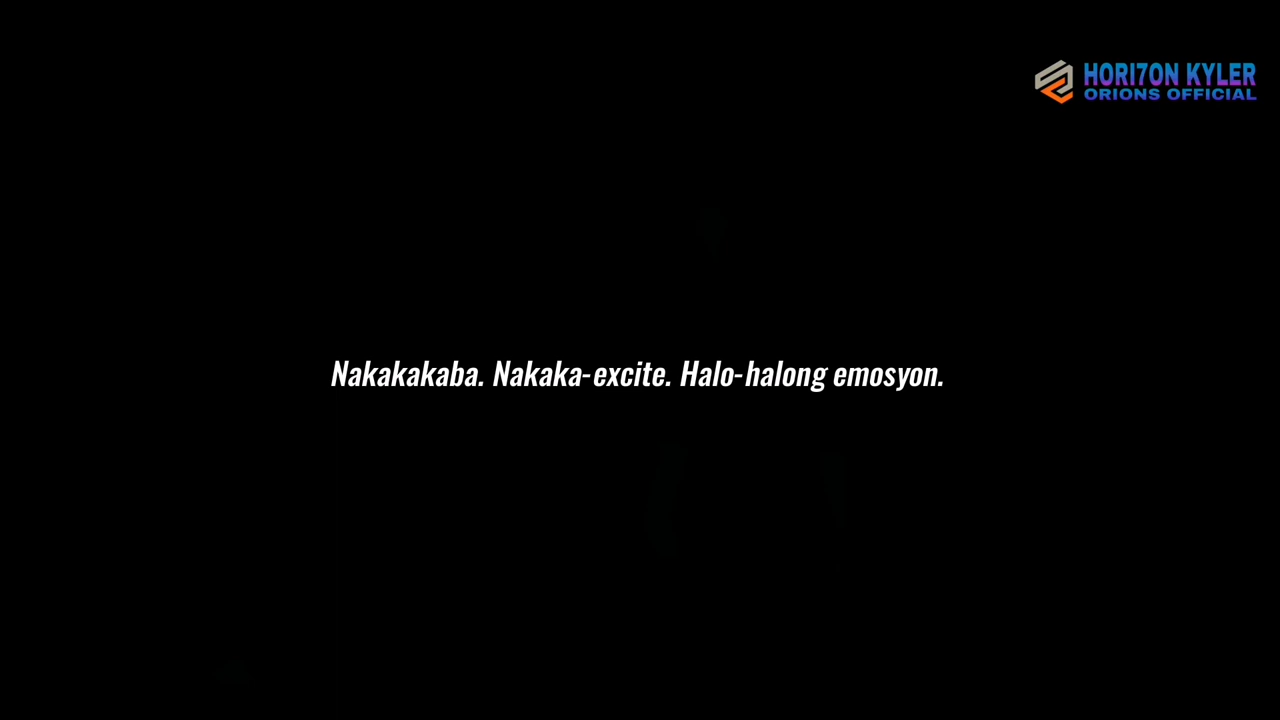 HORI7ON KYLER
ORIONS OFFICIAL
Nakakakaba. Nakaka-excite. Halo-halong emosyon.